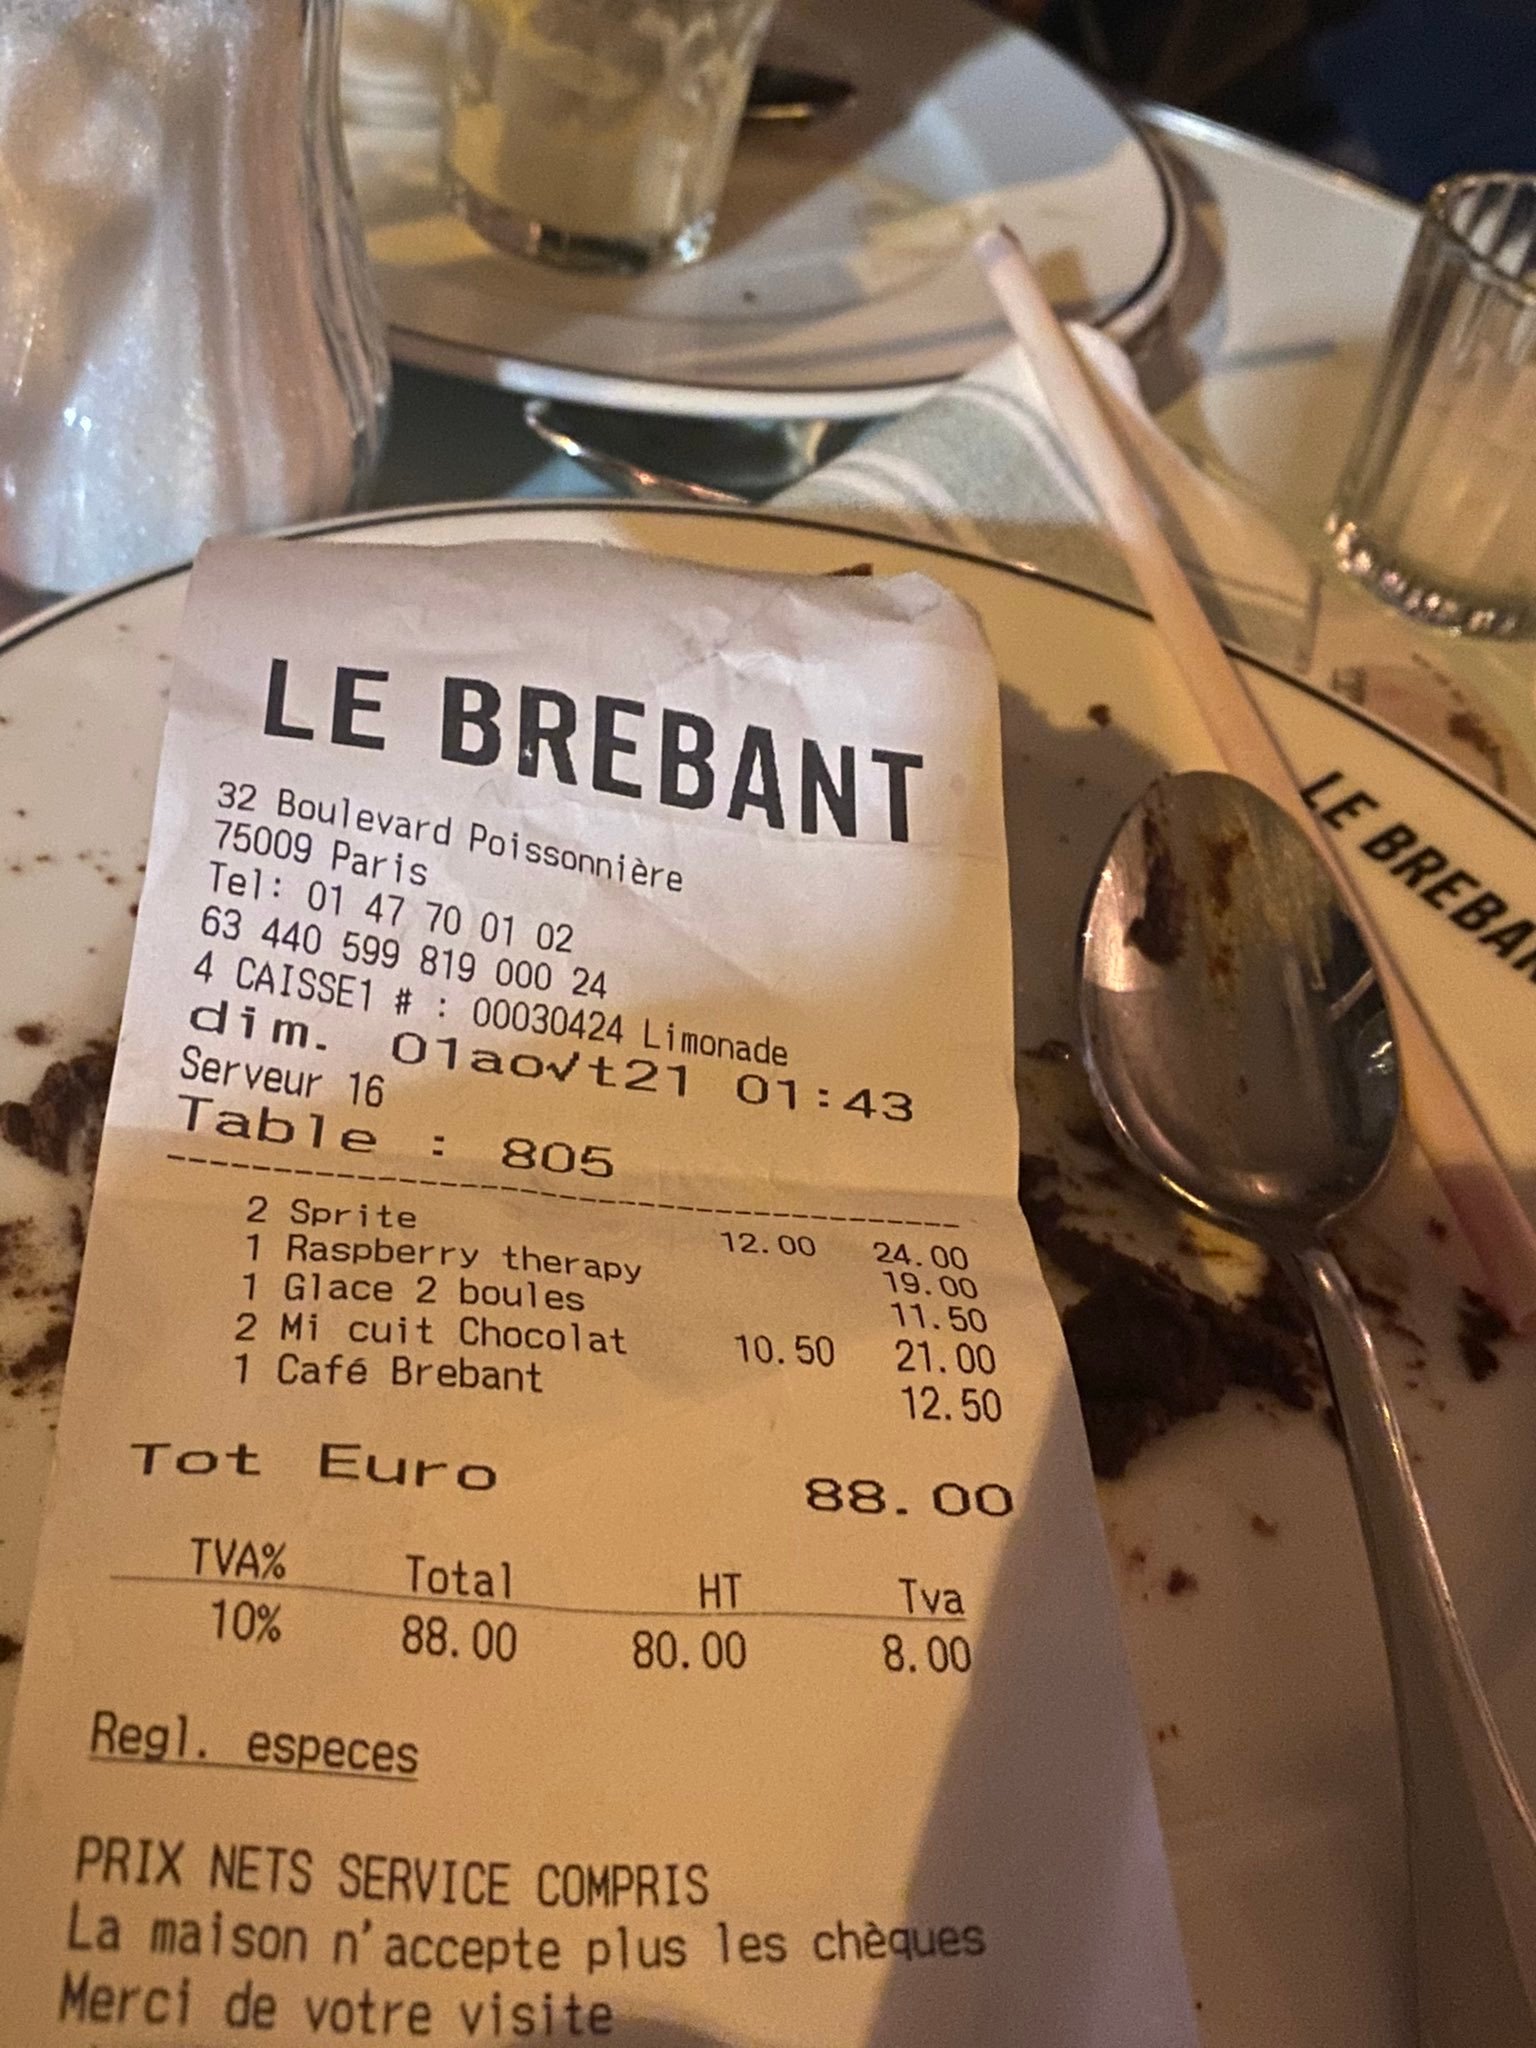 LE BREBANT
32 Boulevard Poissonnière
75009 Paris
Tel: 01 47 70 01 02
63 440 599 819 000 24
4 CAISSE1 # : 00030424 Limonade
dim. 01ao√t21 01:43
Serveur 16
Table : 805
2 Sprite 12.00 24.00
1 Raspberry therapy 19.00
1 Glace 2 boules 11.50
2 Mi cuit Chocolat 10.50 21.00
1 Café Brebant 12.50
Tot Euro 88.00
TVA% Total HT Tva
10% 88.00 80.00 8.00
Regl. especes
PRIX NETS SERVICE COMPRIS
La maison n'accepte plus les chèques
Merci de votre visite
LE BREBAN